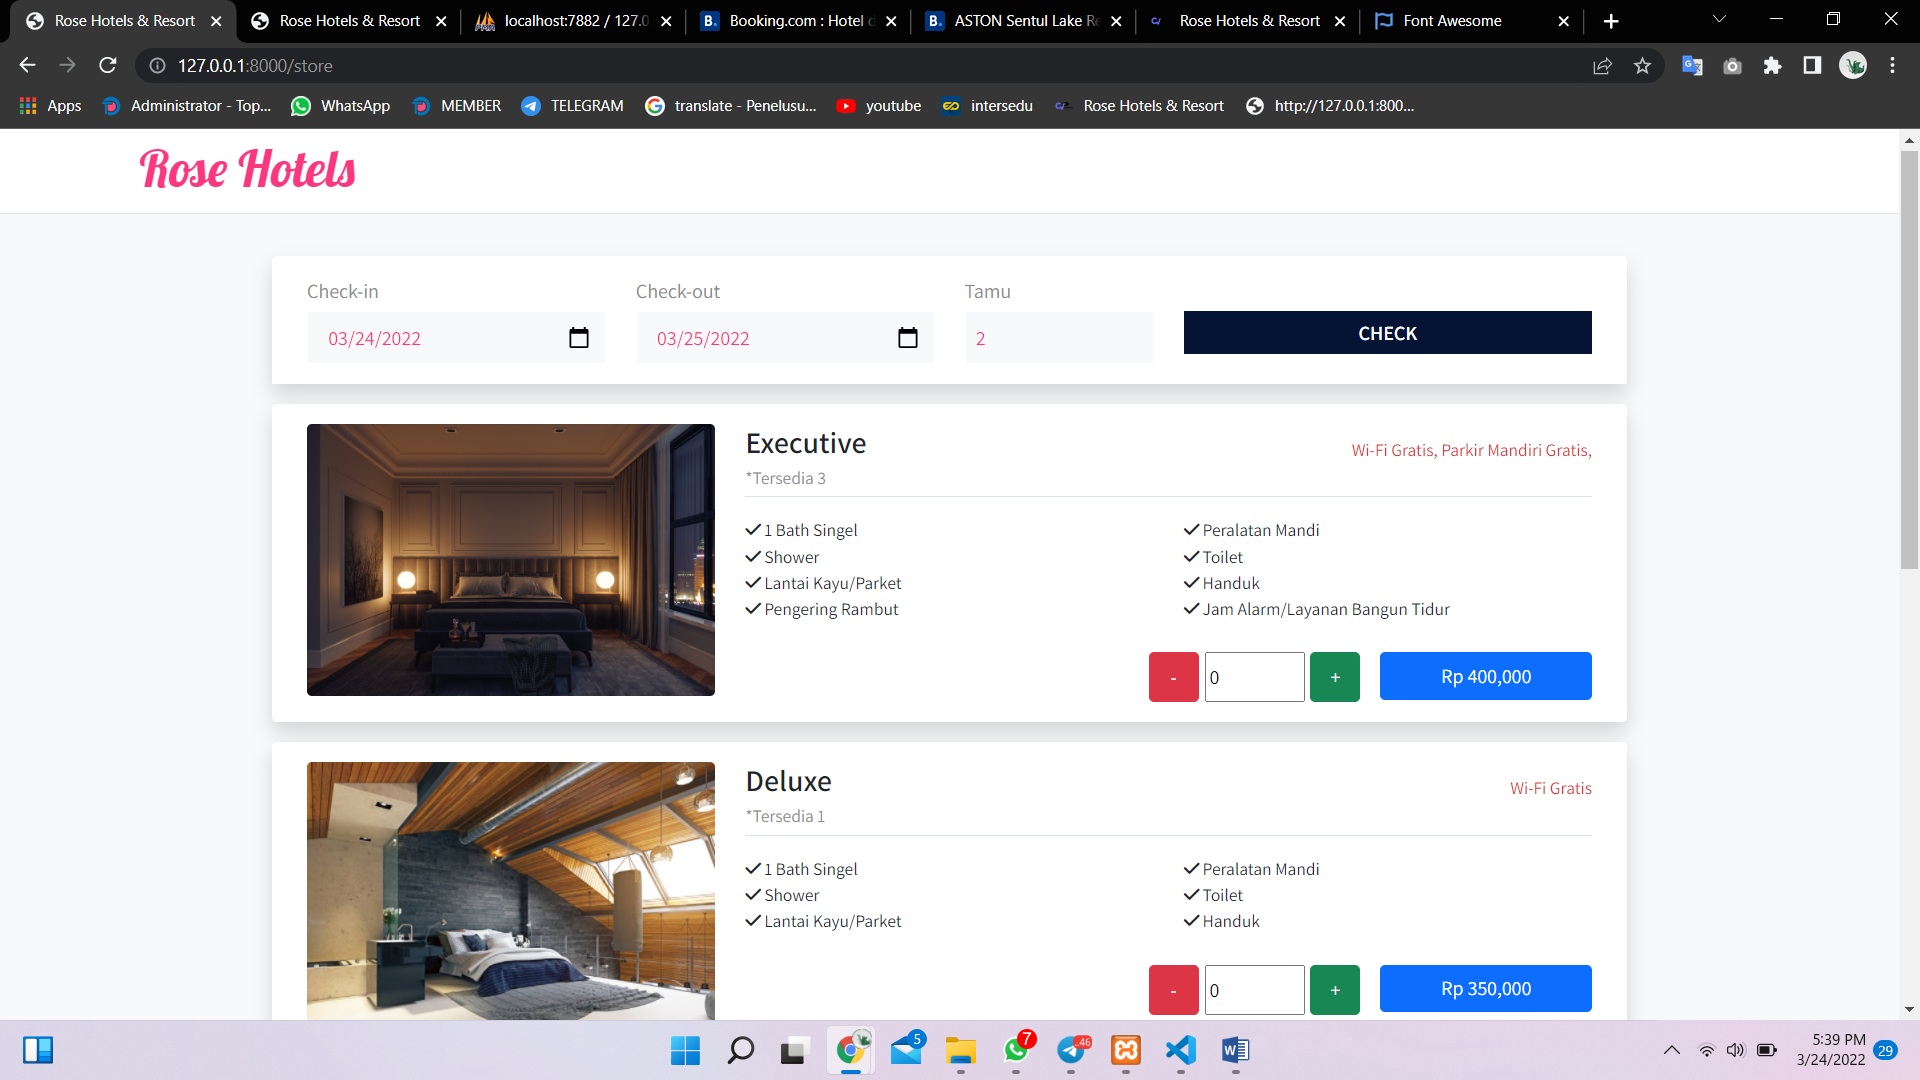 Rose Hotels & Resort
Rose Hotels & Resort
localhost:7882 / 127.0
Booking.com : Hotel d
ASTON Sentul Lake Re
Rose Hotels & Resort
Font Awesome
127.0.0.1:8000/store
Apps
Administrator - Top...
WhatsApp
MEMBER
TELEGRAM
translate - Penelusu...
youtube
intersedu
Rose Hotels & Resort
http://127.0.0.1:800...
Rose Hotels
Check-in
Check-out
Tamu
03/24/2022
03/25/2022
2
CHECK
Executive
Wi-Fi Gratis, Parkir Mandiri Gratis,
*Tersedia 3
1 Bath Singel
Shower
Lantai Kayu/Parket
Pengering Rambut
Peralatan Mandi
Toilet
Handuk
Jam Alarm/Layanan Bangun Tidur
-
0
+
Rp 400,000
Deluxe
Wi-Fi Gratis
*Tersedia 1
1 Bath Singel
Shower
Lantai Kayu/Parket
Peralatan Mandi
Toilet
Handuk
-
0
+
Rp 350,000
5
7
46
5:39 PM
3/24/2022
29